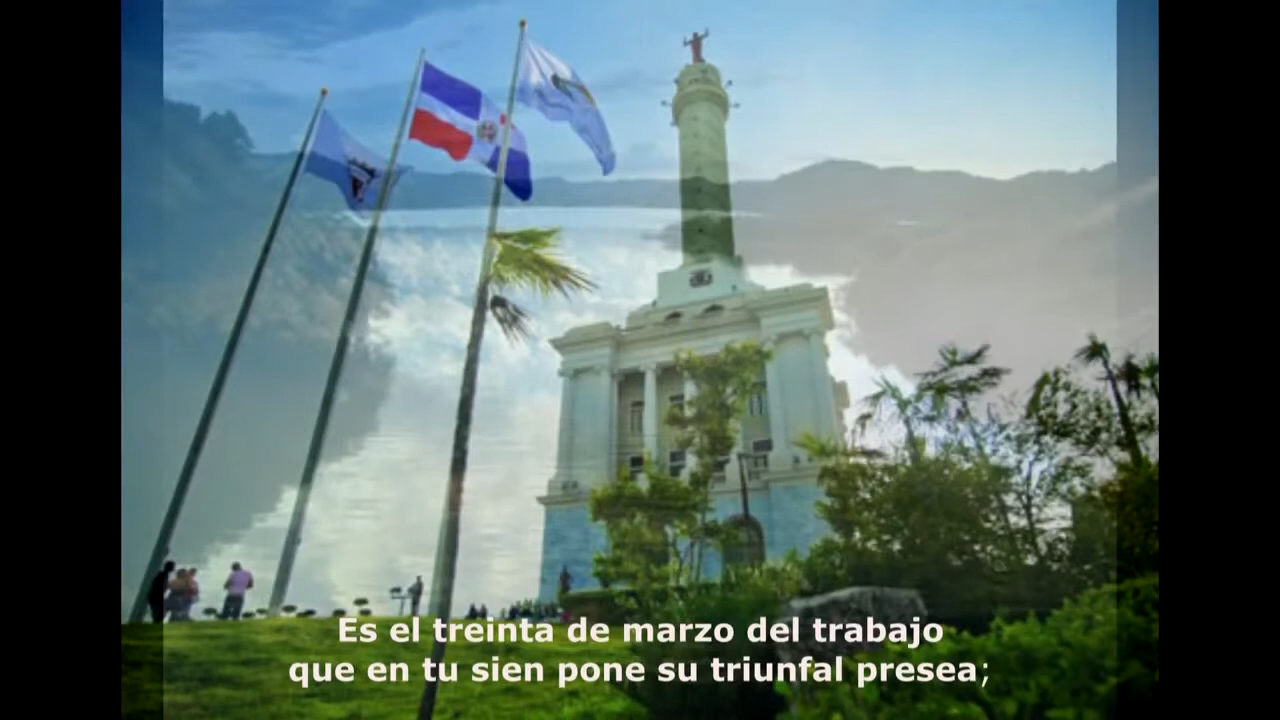 Es el treinta de marzo del trabajo
que en tu sien pone su triunfal presea;